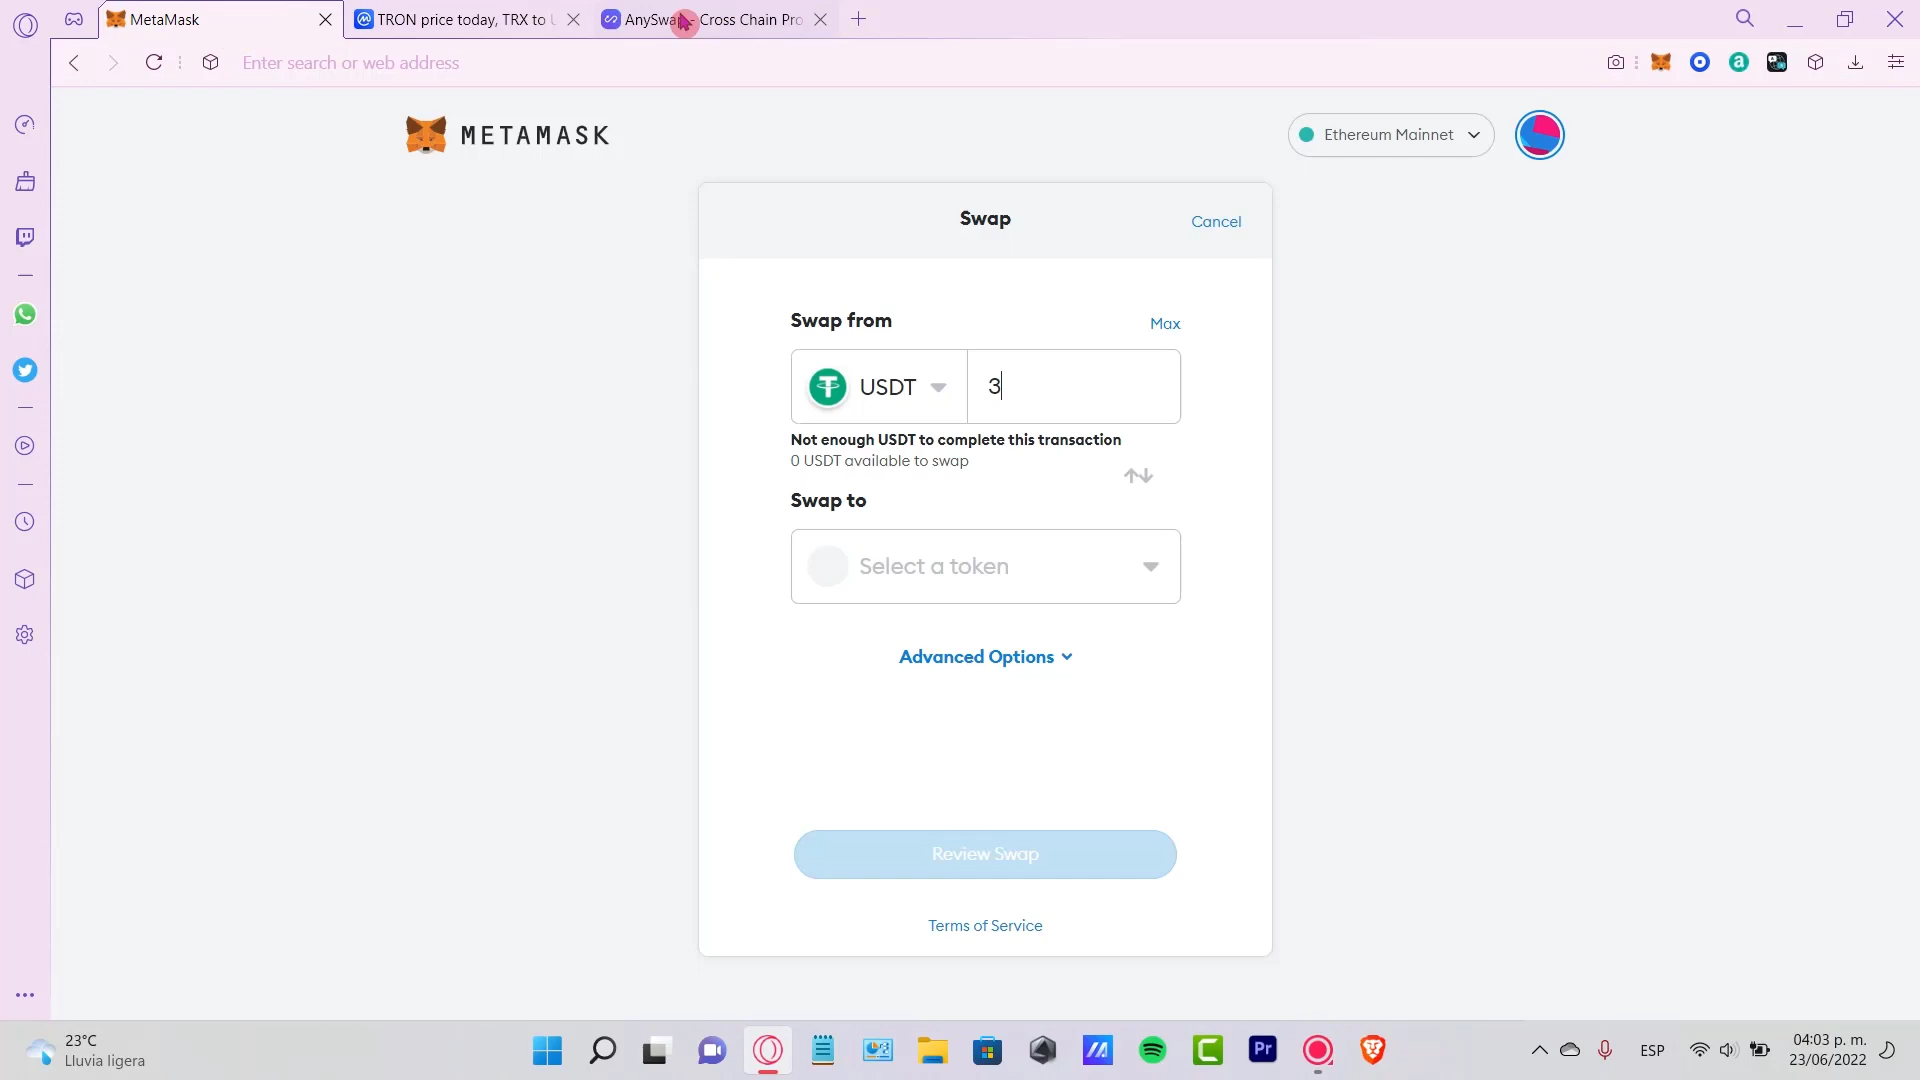 MetaMask
TRON price today, TRX to U
AnySwap - Cross Chain Pro
Enter search or web address
METAMASK
Ethereum Mainnet
Swap
Cancel
Swap from
Max
USDT
3
Not enough USDT to complete this transaction
0 USDT available to swap
Swap to
Select a token
Advanced Options
Review Swap
Terms of Service
23°C
Lluvia ligera
Pr
ESP
04:03 p. m.
23/06/2022